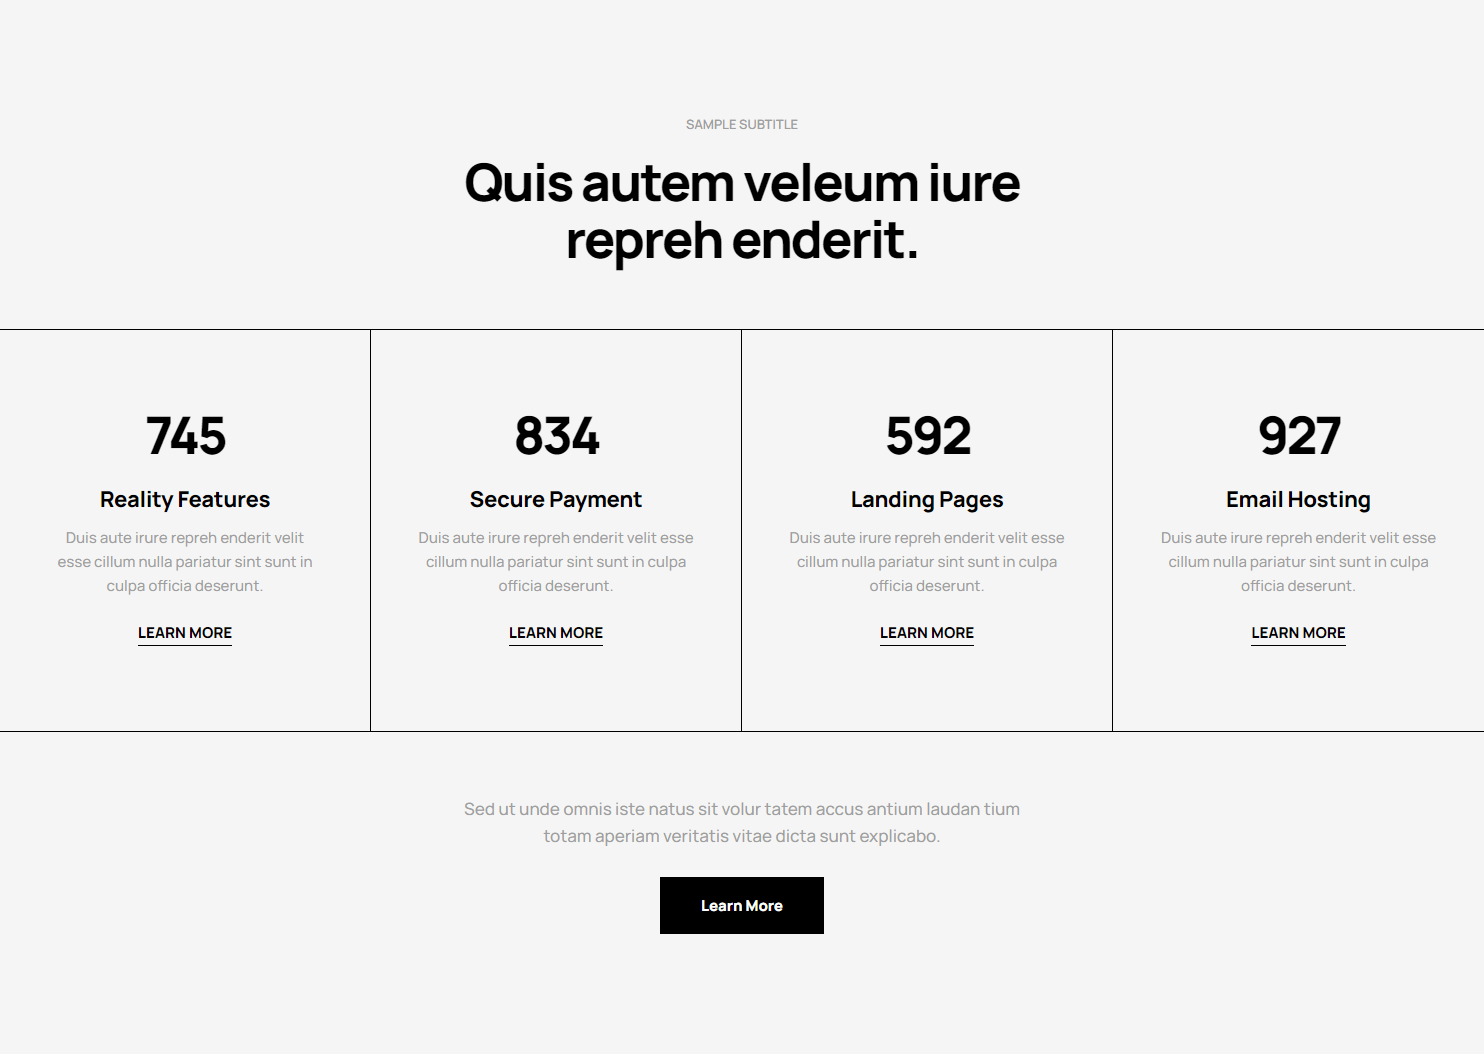 SAMPLE SUBTITLE
Quis autem veleum iure
repreh enderit.
745
Reality Features
Duis aute irure repreh enderit velit
esse cillum nulla pariatur sint sunt in
culpa officia deserunt.
LEARN MORE
834
Secure Payment
Duis aute irure repreh enderit velit esse
cillum nulla pariatur sint sunt in culpa
officia deserunt.
LEARN MORE
592
Landing Pages
Duis aute irure repreh enderit velit esse
cillum nulla pariatur sint sunt in culpa
officia deserunt.
LEARN MORE
927
Email Hosting
Duis aute irure repreh enderit velit esse
cillum nulla pariatur sint sunt in culpa
officia deserunt.
LEARN MORE
Sed ut unde omnis iste natus sit volur tatem accus antium laudan tium
totam aperiam veritatis vitae dicta sunt explicabo.
Learn More